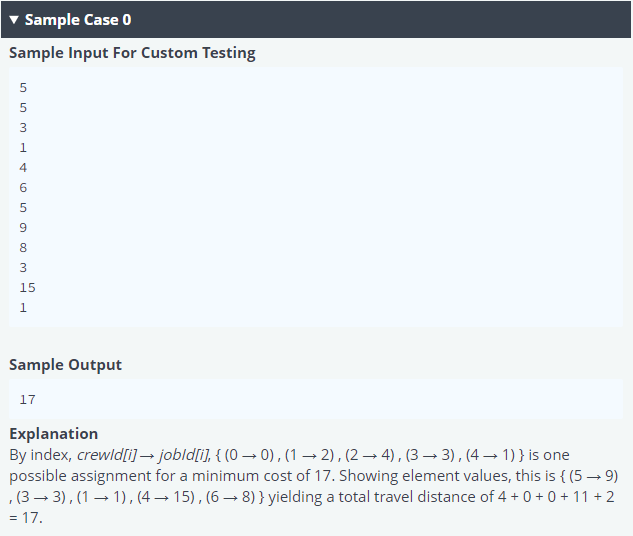 ▼ Sample Case 0
Sample Input For Custom Testing
5
5
3
1
4
6
5
9
8
3
15
1
Sample Output
17
Explanation
By index, crewId[i] → jobId[i], { (0 → 0) , (1 → 2) , (2 → 4) , (3 → 3) , (4 → 1) } is one
possible assignment for a minimum cost of 17. Showing element values, this is { (5 → 9)
, (3 → 3) , (1 → 1) , (4 → 15) , (6 → 8) } yielding a total travel distance of 4 + 0 + 0 + 11 + 2
= 17.